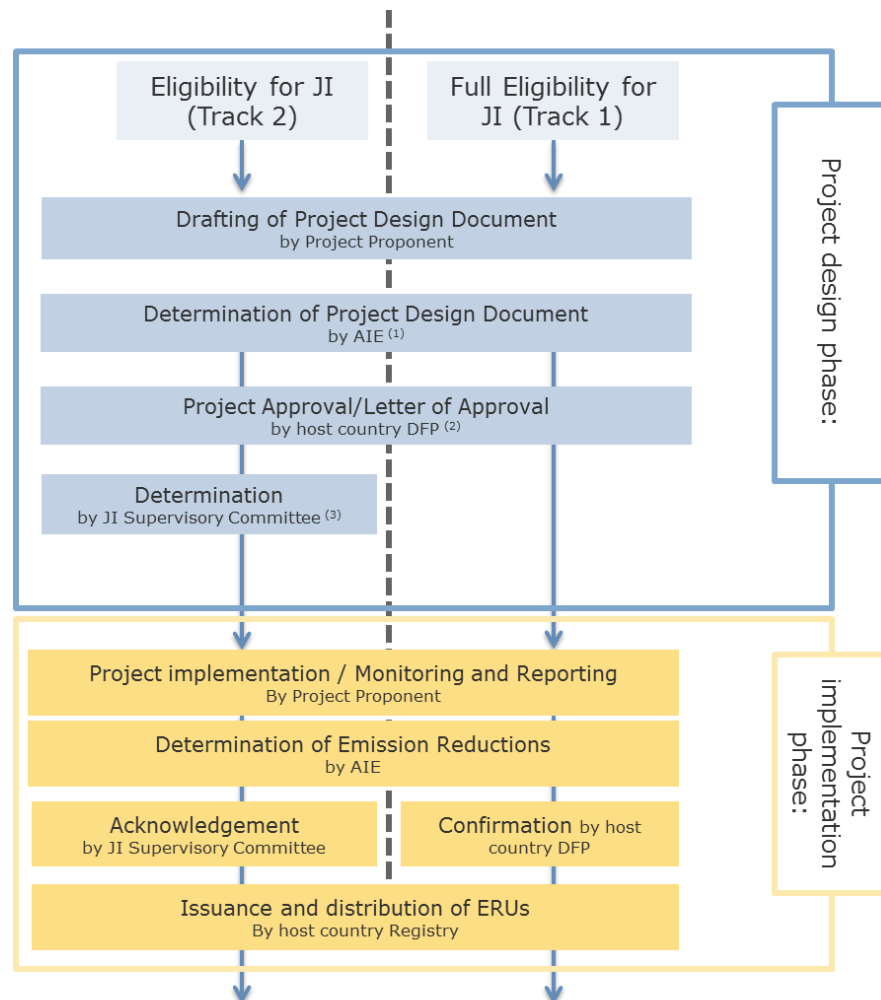 Eligibility for JI
(Track 2)
Full Eligibility for
JI (Track 1)
Drafting of Project Design Document
by Project Proponent
Determination of Project Design Document
by AIE (1)
Project Approval/Letter of Approval
by host country DFP (2)
Determination
by JI Supervisory Committee (3)
Project design phase:
Project implementation / Monitoring and Reporting
By Project Proponent
Determination of Emission Reductions
by AIE
Acknowledgement
by JI Supervisory Committee
Confirmation by host
country DFP
Issuance and distribution of ERUs
By host country Registry
Project
implementation
phase: